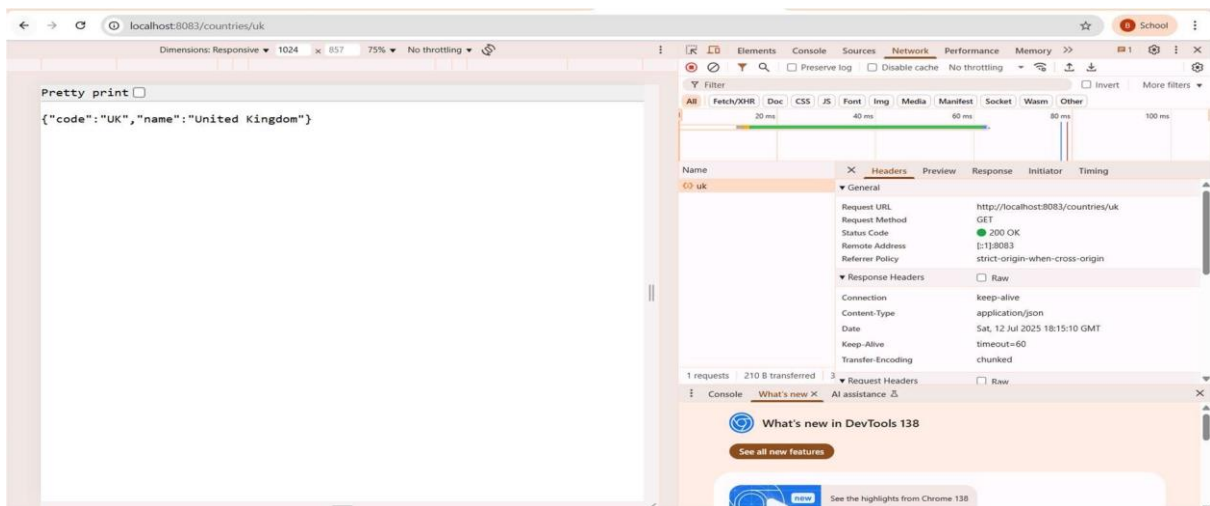 localhost:8083/countries/uk
B School
Dimensions: Responsive ▼ 1024 x 857 75% ▼ No throttling ▼
Elements Console Sources Network Performance Memory >> 1
Preserve log Disable cache No throttling
Filter Invert More filters ▼
All Fetch/XHR Doc CSS JS Font Img Media Manifest Socket Wasm Other
20 ms 40 ms 60 ms 80 ms 100 ms
Pretty print
{"code":"UK","name":"United Kingdom"}
Name
uk
1 requests 210 B transferred 3
Headers Preview Response Initiator Timing
▼ General
Request URL http://localhost:8083/countries/uk
Request Method GET
Status Code 200 OK
Remote Address [::1]:8083
Referrer Policy strict-origin-when-cross-origin
▼ Response Headers Raw
Connection keep-alive
Content-Type application/json
Date Sat, 12 Jul 2025 18:15:10 GMT
Keep-Alive timeout=60
Transfer-Encoding chunked
▼ Request Headers Raw
Console What's new × AI assistance
What's new in DevTools 138
See all new features
new See the highlights from Chrome 138